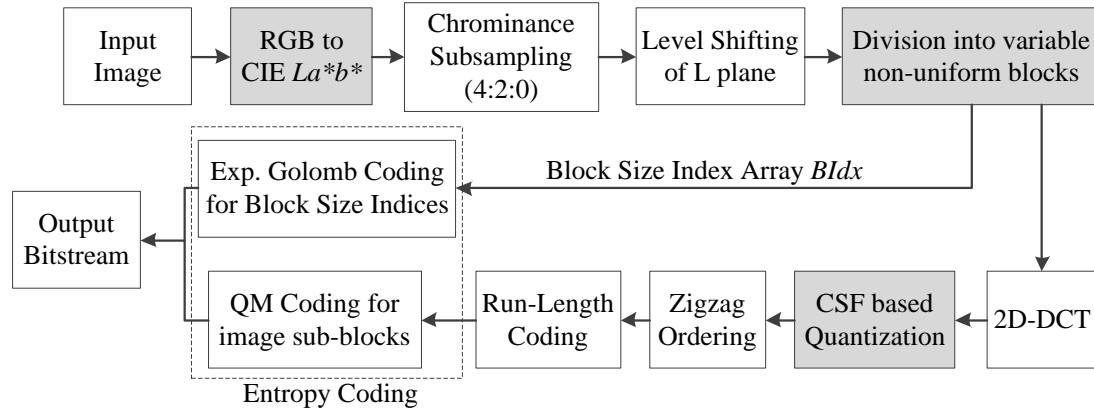 Input
Image
RGB to
CIE La*b*
Chrominance
Subsampling
(4:2:0)
Level Shifting
of L plane
Division into variable
non-uniform blocks
Exp. Golomb Coding
for Block Size Indices
Block Size Index Array BIdx
Output
Bitstream
QM Coding for
image sub-blocks
Run-Length
Coding
Zigzag
Ordering
CSF based
Quantization
2D-DCT
Entropy Coding